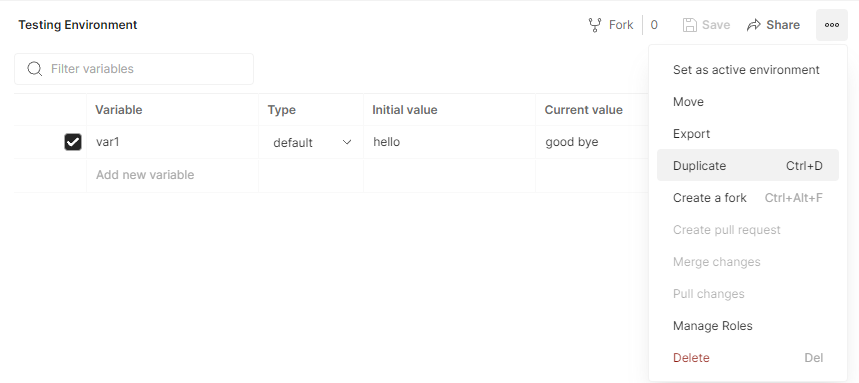 Testing Environment
Fork 0 Save Share
Filter variables
Variable Type Initial value Current value
var1 default hello good bye
Add new variable
Set as active environment
Move
Export
Duplicate Ctrl+D
Create a fork Ctrl+Alt+F
Create pull request
Merge changes
Pull changes
Manage Roles
Delete Del